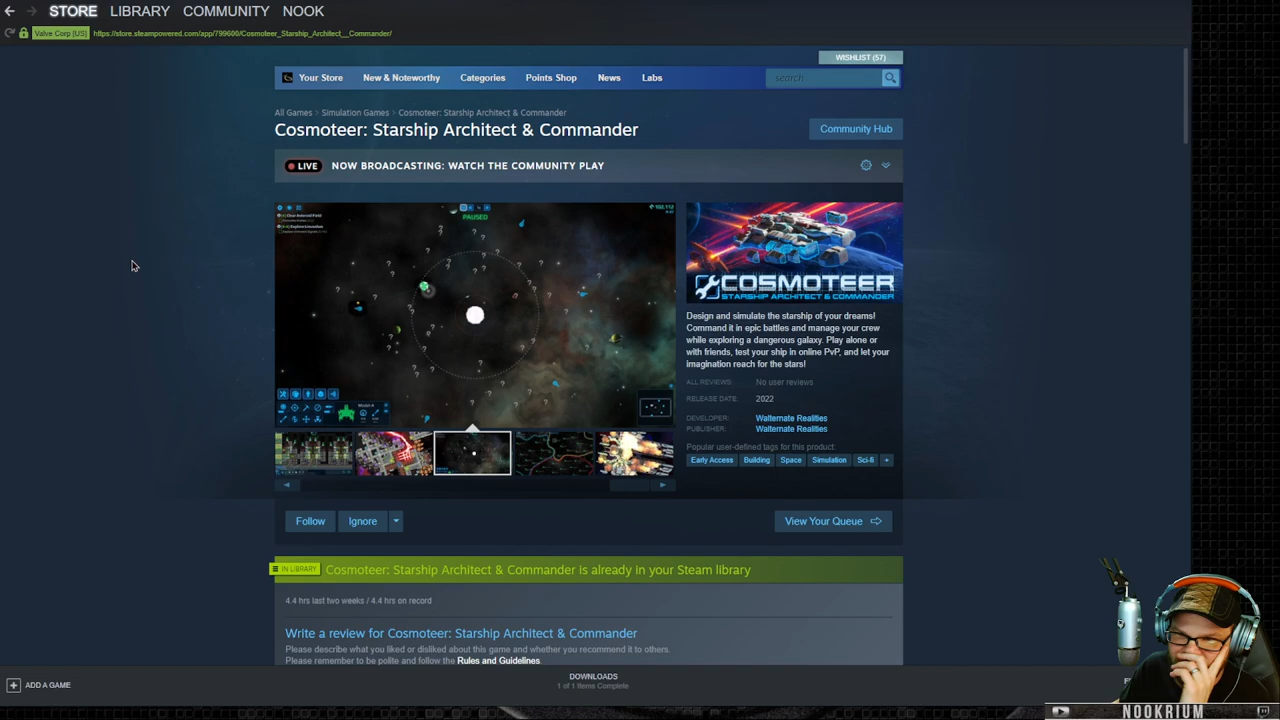 STORE LIBRARY COMMUNITY NOOK
Valve Corp [US] https://store.steampowered.com/app/799600/Cosmoteer_Starship_Architect__Commander/
WISHLIST (57)
Your Store New & Noteworthy Categories Points Shop News Labs search
All Games > Simulation Games > Cosmoteer: Starship Architect & Commander
Cosmoteer: Starship Architect & Commander
Community Hub
LIVE NOW BROADCASTING: WATCH THE COMMUNITY PLAY
PAUSED
COSMOTEER
STARSHIP ARCHITECT & COMMANDER
Design and simulate the starship of your dreams!
Command it in epic battles and manage your crew
while exploring a dangerous galaxy. Play alone or
with friends, test your ship in online PvP, and let your
imagination reach for the stars!
ALL REVIEWS: No user reviews
RELEASE DATE: 2022
DEVELOPER: Walternate Realities
PUBLISHER: Walternate Realities
Popular user-defined tags for this product:
Early Access Building Space Simulation Sci-fi +
Follow Ignore View Your Queue
IN LIBRARY Cosmoteer: Starship Architect & Commander is already in your Steam library
4.4 hrs last two weeks / 4.4 hrs on record
Write a review for Cosmoteer: Starship Architect & Commander
Please describe what you liked or disliked about this game and whether you recommend it to others.
Please remember to be polite and follow the Rules and Guidelines
ADD A GAME
DOWNLOADS
1 of 1 Items Complete
NOOKRIUM